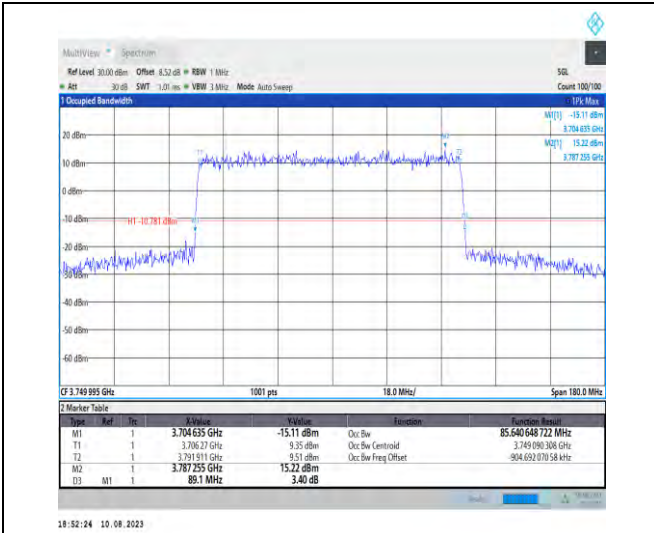 MultiView Spectrum
Ref Level 30.00 dBm Offset 8.52 dB RBW 1 MHz SGL
Att 30 dB SWT 1.01 ms VBW 3 MHz Mode Auto Sweep Count 100/100
1 Occupied Bandwidth 1Pk Max
M1[1] -15.11 dBm
3.704 635 GHz
M2[1] 15.22 dBm
3.787 255 GHz
20 dBm
10 dBm
0 dBm
-10 dBm
H1 -10.781 dBm
-20 dBm
-30 dBm
-40 dBm
-50 dBm
-60 dBm
T1
M2
T2
CF 3.749 995 GHz 1001 pts 18.0 MHz/ Span 180.0 MHz
2 Marker Table
Type Ref Trc X-Value Y-Value Function Function Result
M1 1 3.704 635 GHz -15.11 dBm Occ Bw 85.640 648 722 MHz
T1 1 3.706 27 GHz 9.35 dBm Occ Bw Centroid 3.749 090 308 GHz
T2 1 3.791 911 GHz 9.51 dBm Occ Bw Freq Offset -904.692 070 58 kHz
M2 1 3.787 255 GHz 15.22 dBm
D3 M1 1 89.1 MHz 3.40 dB
18:52:24 10.08.2023